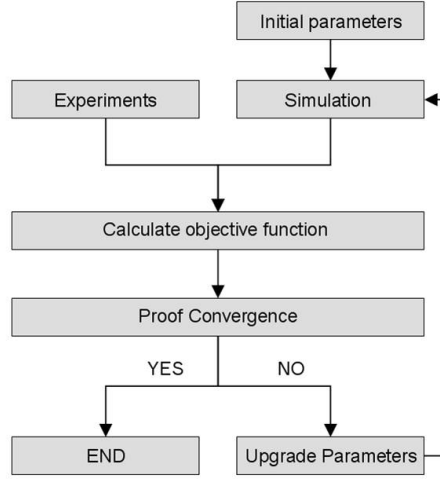 Initial parameters
Experiments
Simulation
Calculate objective function
Proof Convergence
YES
NO
END
Upgrade Parameters